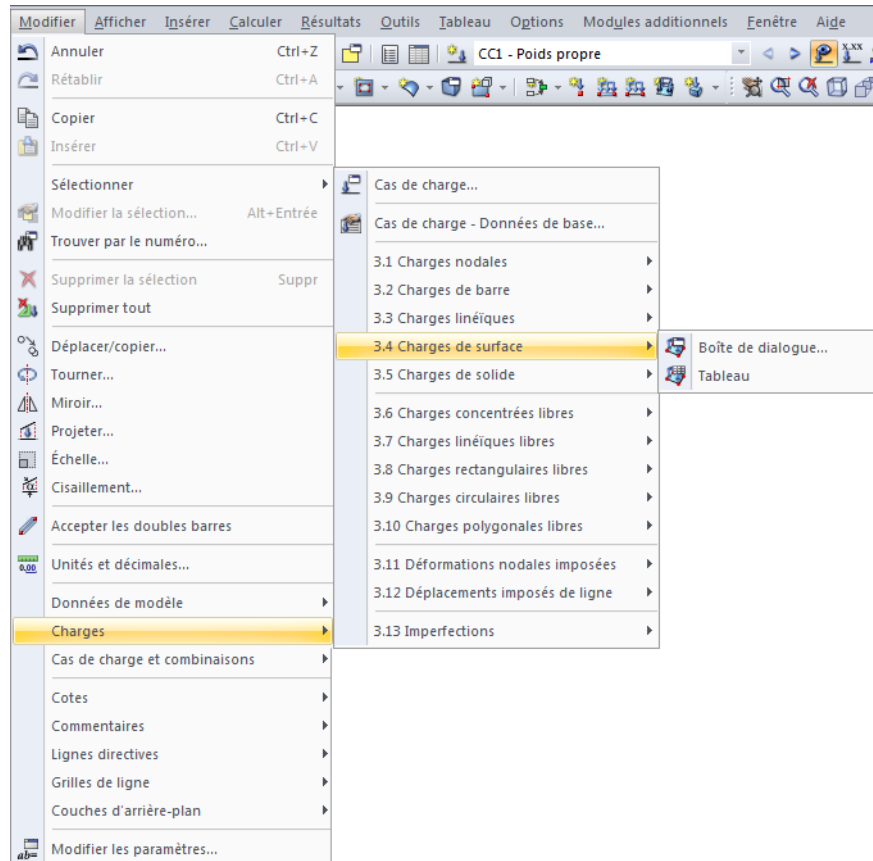 Modifier Afficher Insérer Calculer Résultats Outils Tableau Options Modules additionnels Fenêtre Aide
Annuler Ctrl+Z
CC1 - Poids propre
x.xx
Rétablir Ctrl+A
Copier Ctrl+C
Insérer Ctrl+V
Sélectionner
Modifier la sélection... Alt+Entrée
Trouver par le numéro...
Supprimer la sélection Suppr
Supprimer tout
Déplacer/copier...
Tourner...
Miroir...
Projeter...
Échelle...
Cisaillement...
Accepter les doubles barres
0,00 Unités et décimales...
Données de modèle
Charges
Cas de charge et combinaisons
Cotes
Commentaires
Lignes directives
Grilles de ligne
Couches d'arrière-plan
ab= Modifier les paramètres...
Cas de charge...
Cas de charge - Données de base...
3.1 Charges nodales
3.2 Charges de barre
3.3 Charges linéïques
3.4 Charges de surface
3.5 Charges de solide
3.6 Charges concentrées libres
3.7 Charges linéïques libres
3.8 Charges rectangulaires libres
3.9 Charges circulaires libres
3.10 Charges polygonales libres
3.11 Déformations nodales imposées
3.12 Déplacements imposés de ligne
3.13 Imperfections
Boîte de dialogue...
Tableau